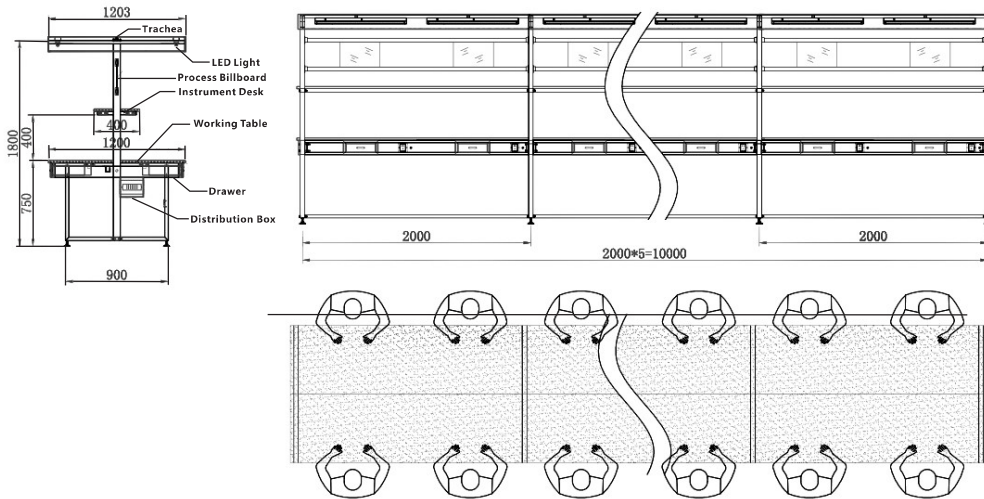 1203
Trachea
LED Light
Process Billboard
Instrument Desk
400
Working Table
1200
1800
400
750
Drawer
Distribution Box
900
2000
2000
2000*5=10000